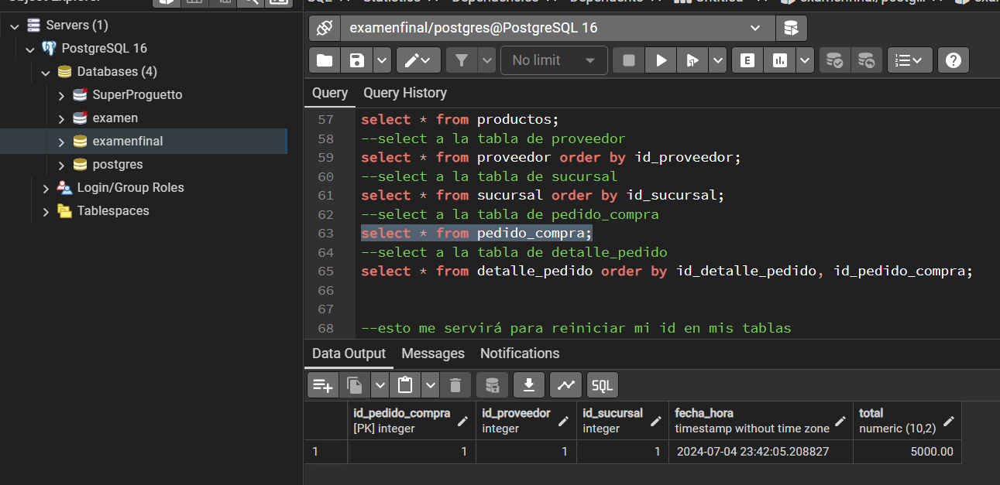 Servers (1)
PostgreSQL 16
Databases (4)
SuperProguetto
examen
examenfinal
postgres
Login/Group Roles
Tablespaces
examenfinal/postgres@PostgreSQL 16
No limit
E
Query Query History
57 select * from productos;
58 --select a la tabla de proveedor
59 select * from proveedor order by id_proveedor;
60 --select a la tabla de sucursal
61 select * from sucursal order by id_sucursal;
62 --select a la tabla de pedido_compra
63 select * from pedido_compra;
64 --select a la tabla de detalle_pedido
65 select * from detalle_pedido order by id_detalle_pedido, id_pedido_compra;
66
67
68 --esto me servirá para reiniciar mi id en mis tablas
Data Output Messages Notifications
SQL
id_pedido_compra id_proveedor id_sucursal fecha_hora total
[PK] integer integer integer timestamp without time zone numeric (10,2)
1 1 1 1 2024-07-04 23:42:05.208827 5000.00